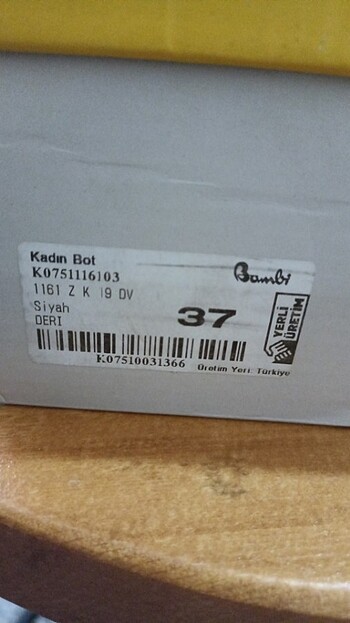 Kadın Bot
Bambi
K0751116103
1161 Z K 19 DV
Siyah
37
DERI
YERLİ
ÜRETİM
K07510031366
Üretim Yeri: Türkiye